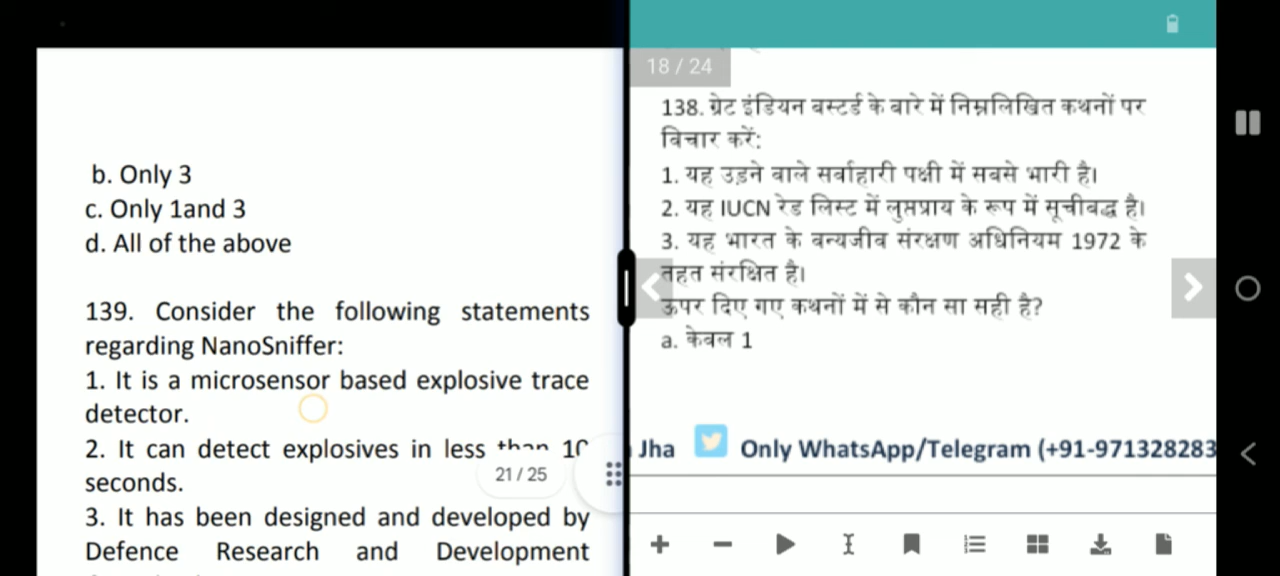 b. Only 3
c. Only 1and 3
d. All of the above
139. Consider the following statements
regarding NanoSniffer:
1. It is a microsensor based explosive trace
detector.
2. It can detect explosives in less than 10
seconds.
3. It has been designed and developed by
Defence Research and Development
21 / 25
18 / 24
138. ग्रेट इंडियन बस्टर्ड के बारे में निम्नलिखित कथनों पर
विचार करें:
1. यह उड़ने वाले सर्वाहारी पक्षी में सबसे भारी है।
2. यह IUCN रेड लिस्ट में लुप्तप्राय के रूप में सूचीबद्ध है।
3. यह भारत के वन्यजीव संरक्षण अधिनियम 1972 के
तहत संरक्षित है।
ऊपर दिए गए कथनों में से कौन सा सही है?
a. केवल 1
Jha Only WhatsApp/Telegram (+91-971328283